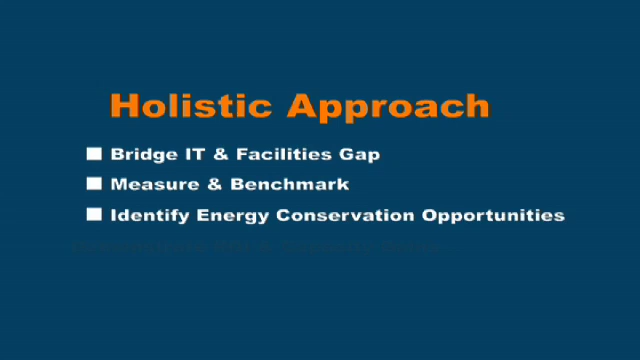 Holistic Approach
Bridge IT & Facilities Gap
Measure & Benchmark
Identify Energy Conservation Opportunities